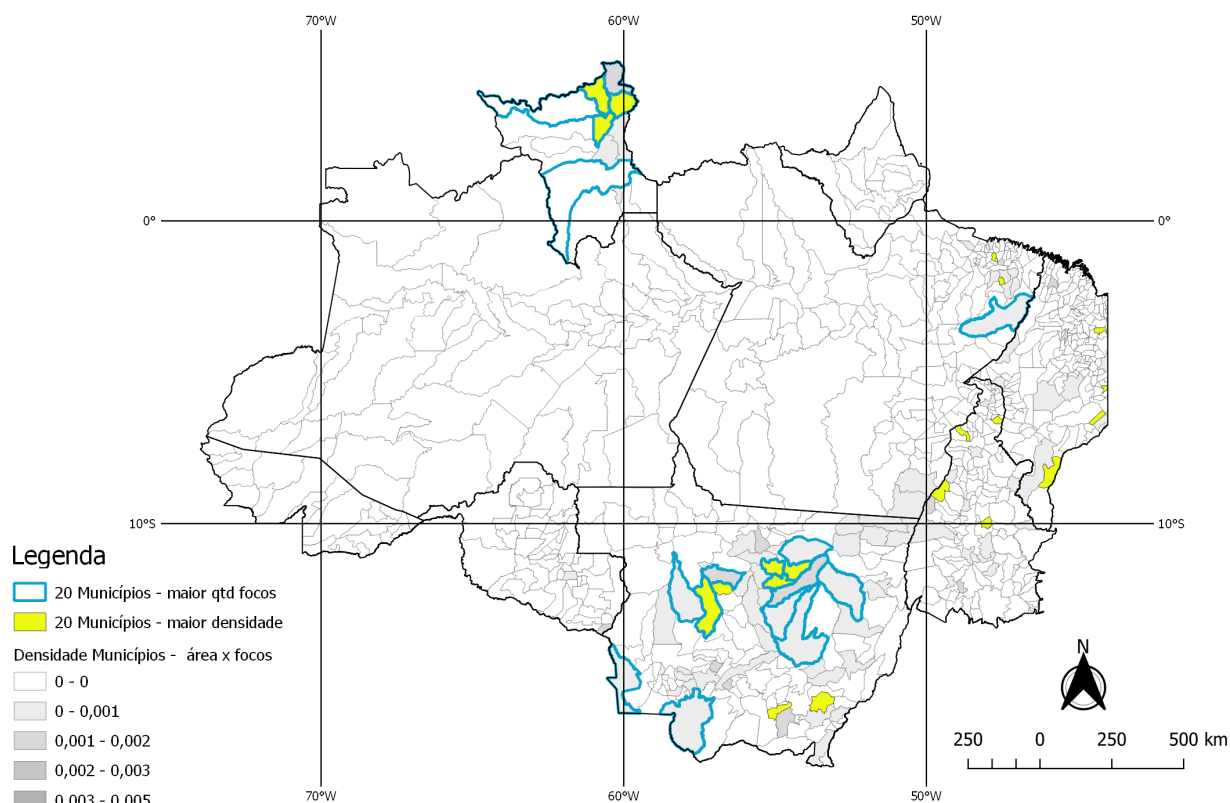 70°W 60°W 50°W
0° 0°
10°S
Legenda
20 Municípios - maior qtd focos
20 Municípios - maior densidade
Densidade Municípios - área x focos
0 - 0
0 - 0,001
0,001 - 0,002
0,002 - 0,003
0,003 - 0,005
N
250 0 250 500 km
70°W 60°W 50°W